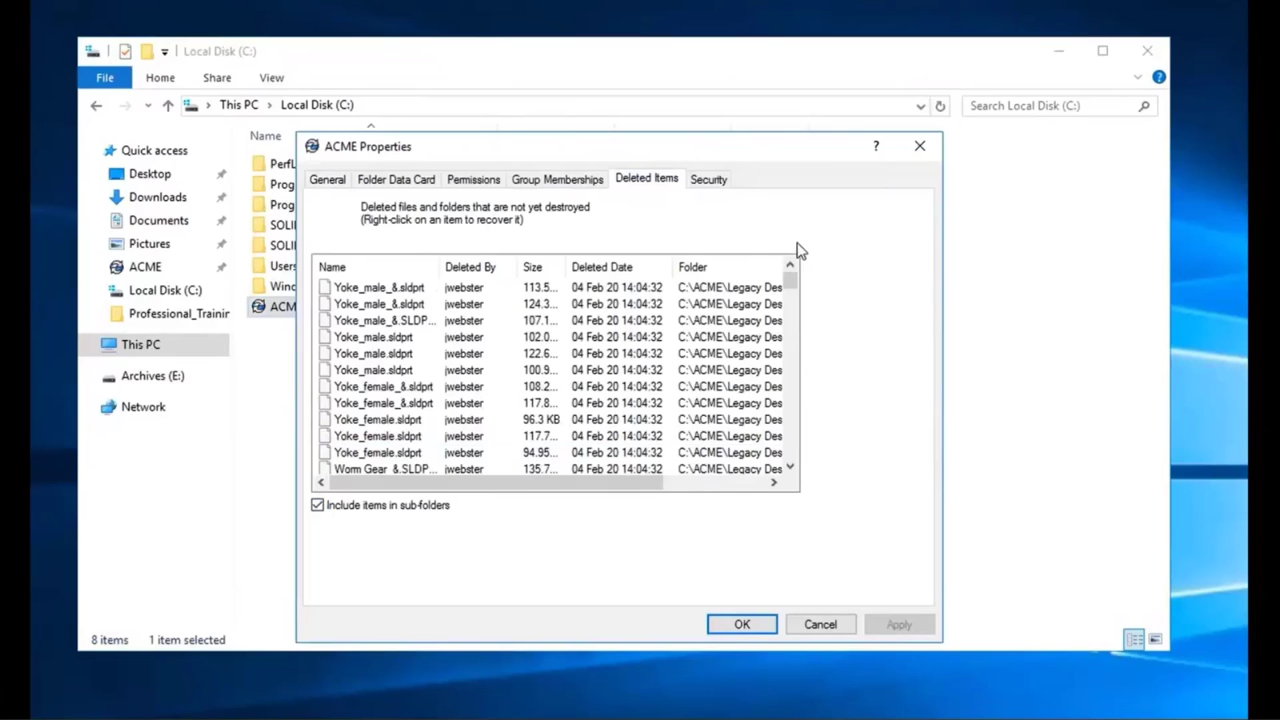 Local Disk (C:)
File Home Share View
This PC Local Disk (C:) Search Local Disk (C:)
Quick access
Desktop
Downloads
Documents
Pictures
ACME
Local Disk (C:)
Professional_Trainir
This PC
Archives (E:)
Network
Name
PerfL
Prog
Prog
SOLI
SOLI
Users
Wind
ACM
ACME Properties
General Folder Data Card Permissions Group Memberships Deleted Items Security
Deleted files and folders that are not yet destroyed
(Right-click on an item to recover it)
Name Deleted By Size Deleted Date Folder
Yoke_male_&.sldprt jwebster 113.5... 04 Feb 20 14:04:32 C:\ACME\Legacy Des
Yoke_male_&.sldprt jwebster 124.3... 04 Feb 20 14:04:32 C:\ACME\Legacy Des
Yoke_male_&.SLDP... jwebster 107.1... 04 Feb 20 14:04:32 C:\ACME\Legacy Des
Yoke_male.sldprt jwebster 102.0... 04 Feb 20 14:04:32 C:\ACME\Legacy Des
Yoke_male.sldprt jwebster 122.6... 04 Feb 20 14:04:32 C:\ACME\Legacy Des
Yoke_male.sldprt jwebster 100.9... 04 Feb 20 14:04:32 C:\ACME\Legacy Des
Yoke_female_&.sldprt jwebster 108.2... 04 Feb 20 14:04:32 C:\ACME\Legacy Des
Yoke_female_&.sldprt jwebster 117.8... 04 Feb 20 14:04:32 C:\ACME\Legacy Des
Yoke_female.sldprt jwebster 96.3 KB 04 Feb 20 14:04:32 C:\ACME\Legacy Des
Yoke_female.sldprt jwebster 117.7... 04 Feb 20 14:04:32 C:\ACME\Legacy Des
Yoke_female.sldprt jwebster 94.95... 04 Feb 20 14:04:32 C:\ACME\Legacy Des
Worm Gear_&.SLDP... jwebster 135.7... 04 Feb 20 14:04:32 C:\ACME\Legacy Des
Include items in sub-folders
OK Cancel Apply
8 items 1 item selected